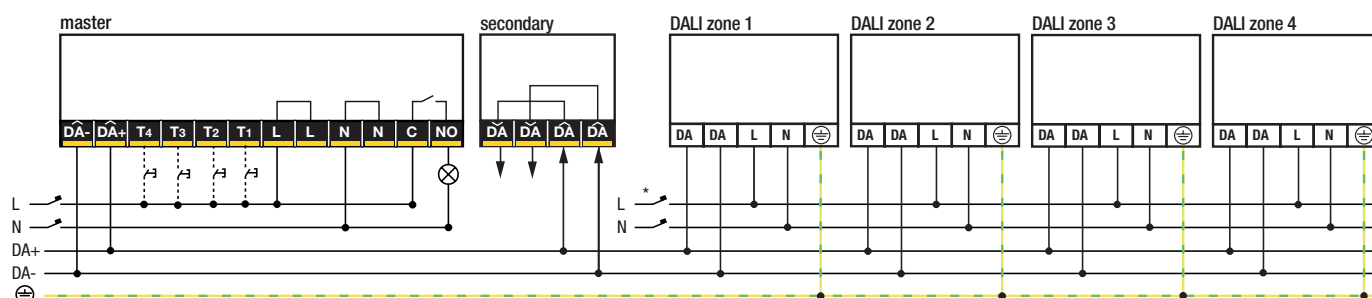 master secondary DALI zone 1 DALI zone 2 DALI zone 3 DALI zone 4
DA- DA+ T4 T3 T2 T1 L L N N C NO DA DA DA DA DA DA L N DA DA L N DA DA L N DA DA L N
L L *
N N
DA+
DA-